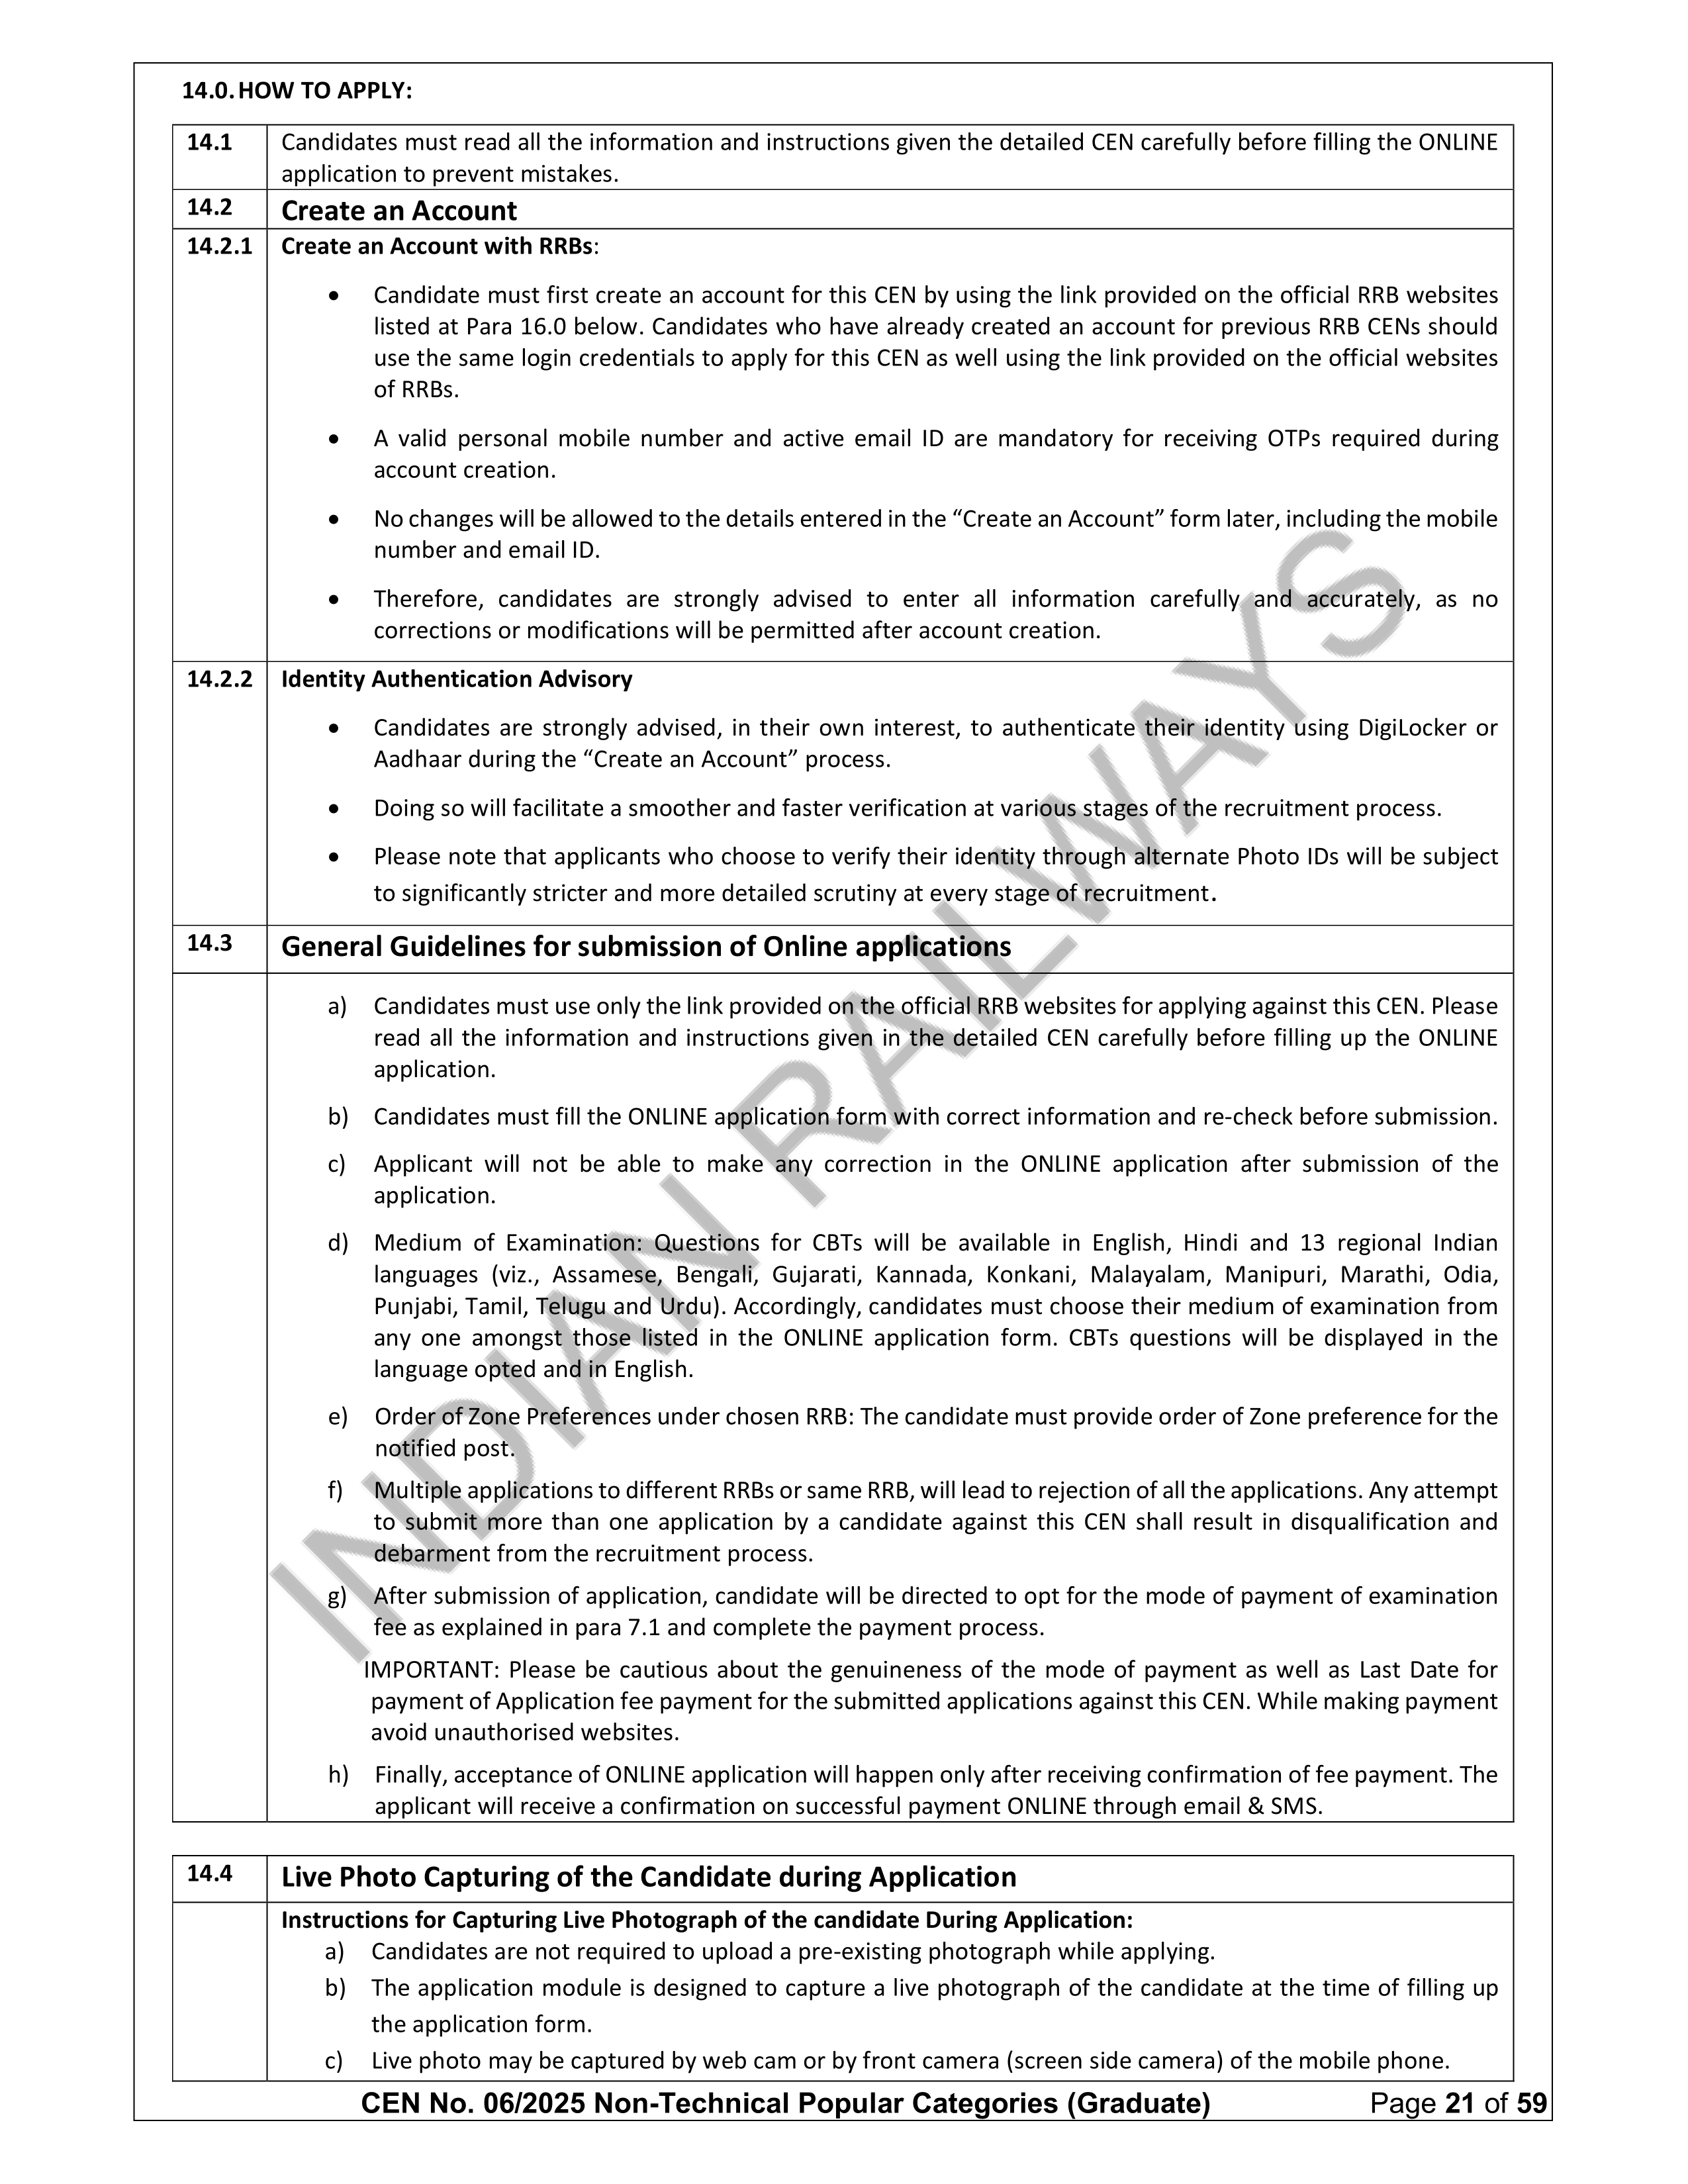 14.0. HOW TO APPLY:
14.1 Candidates must read all the information and instructions given the detailed CEN carefully before filling the ONLINE
application to prevent mistakes.
14.2 Create an Account
14.2.1 Create an Account with RRBs:
• Candidate must first create an account for this CEN by using the link provided on the official RRB websites
listed at Para 16.0 below. Candidates who have already created an account for previous RRB CENs should
use the same login credentials to apply for this CEN as well using the link provided on the official websites
of RRBs.
• A valid personal mobile number and active email ID are mandatory for receiving OTPs required during
account creation.
• No changes will be allowed to the details entered in the “Create an Account” form later, including the mobile
number and email ID.
• Therefore, candidates are strongly advised to enter all information carefully and accurately, as no
corrections or modifications will be permitted after account creation.
14.2.2 Identity Authentication Advisory
• Candidates are strongly advised, in their own interest, to authenticate their identity using DigiLocker or
Aadhaar during the “Create an Account” process.
• Doing so will facilitate a smoother and faster verification at various stages of the recruitment process.
• Please note that applicants who choose to verify their identity through alternate Photo IDs will be subject
to significantly stricter and more detailed scrutiny at every stage of recruitment.
14.3 General Guidelines for submission of Online applications
a) Candidates must use only the link provided on the official RRB websites for applying against this CEN. Please
read all the information and instructions given in the detailed CEN carefully before filling up the ONLINE
application.
b) Candidates must fill the ONLINE application form with correct information and re-check before submission.
c) Applicant will not be able to make any correction in the ONLINE application after submission of the
application.
d) Medium of Examination: Questions for CBTs will be available in English, Hindi and 13 regional Indian
languages (viz., Assamese, Bengali, Gujarati, Kannada, Konkani, Malayalam, Manipuri, Marathi, Odia,
Punjabi, Tamil, Telugu and Urdu). Accordingly, candidates must choose their medium of examination from
any one amongst those listed in the ONLINE application form. CBTs questions will be displayed in the
language opted and in English.
e) Order of Zone Preferences under chosen RRB: The candidate must provide order of Zone preference for the
notified post.
f) Multiple applications to different RRBs or same RRB, will lead to rejection of all the applications. Any attempt
to submit more than one application by a candidate against this CEN shall result in disqualification and
debarment from the recruitment process.
g) After submission of application, candidate will be directed to opt for the mode of payment of examination
fee as explained in para 7.1 and complete the payment process.
IMPORTANT: Please be cautious about the genuineness of the mode of payment as well as Last Date for
payment of Application fee payment for the submitted applications against this CEN. While making payment
avoid unauthorised websites.
h) Finally, acceptance of ONLINE application will happen only after receiving confirmation of fee payment. The
applicant will receive a confirmation on successful payment ONLINE through email & SMS.
14.4 Live Photo Capturing of the Candidate during Application
Instructions for Capturing Live Photograph of the candidate During Application:
a) Candidates are not required to upload a pre-existing photograph while applying.
b) The application module is designed to capture a live photograph of the candidate at the time of filling up
the application form.
c) Live photo may be captured by web cam or by front camera (screen side camera) of the mobile phone.
CEN No. 06/2025 Non-Technical Popular Categories (Graduate) Page 21 of 59
INDIAN RAILWAYS